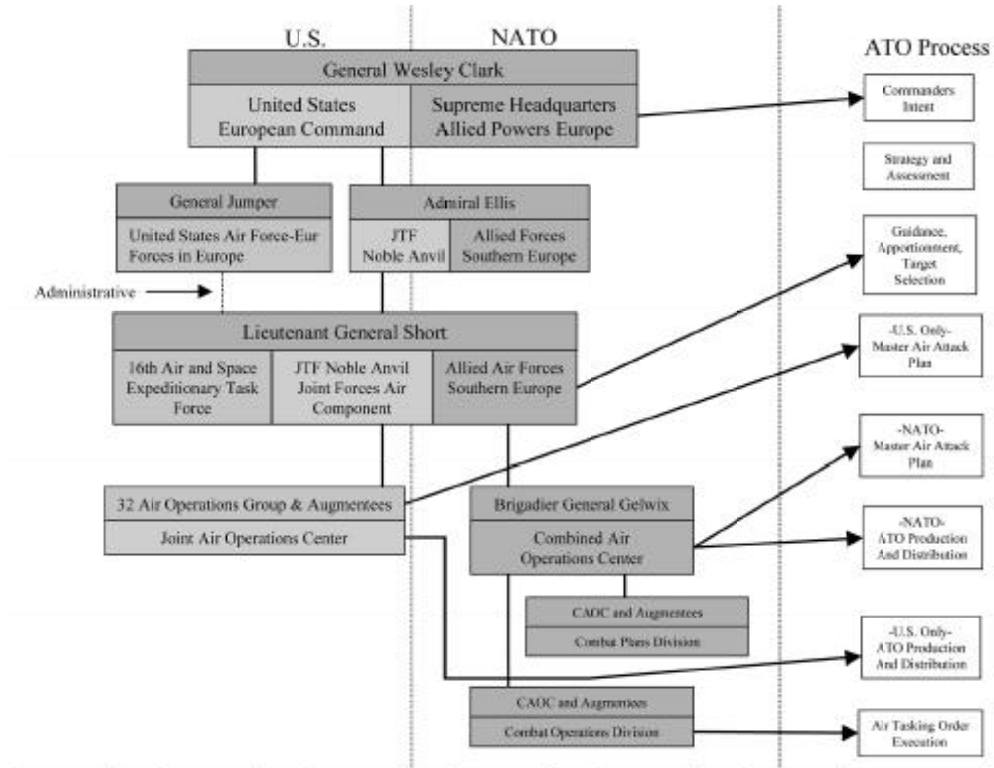 U.S.
NATO
ATO Process
General Wesley Clark
United States
European Command
Supreme Headquarters
Allied Powers Europe
Commanders
Intent
Strategy and
Assessment
General Jumper
United States Air Force-Eur
Forces in Europe
Admiral Ellis
JTF
Noble Anvil
Allied Forces
Southern Europe
Guidance,
Apportionment,
Target
Selection
Administrative
Lieutenant General Short
16th Air and Space
Expeditionary Task
Force
JTF Noble Anvil
Joint Forces Air
Component
Allied Air Forces
Southern Europe
-U.S. Only-
Master Air Attack
Plan
-NATO-
Master Air Attack
Plan
32 Air Operations Group & Augmentees
Joint Air Operations Center
Brigadier General Gelwix
Combined Air
Operations Center
-NATO-
ATO Production
And Distribution
CAOC and Augmentees
Combat Plans Division
-U.S. Only-
ATO Production
And Distribution
CAOC and Augmentees
Combat Operations Division
Air Tasking Order
Execution